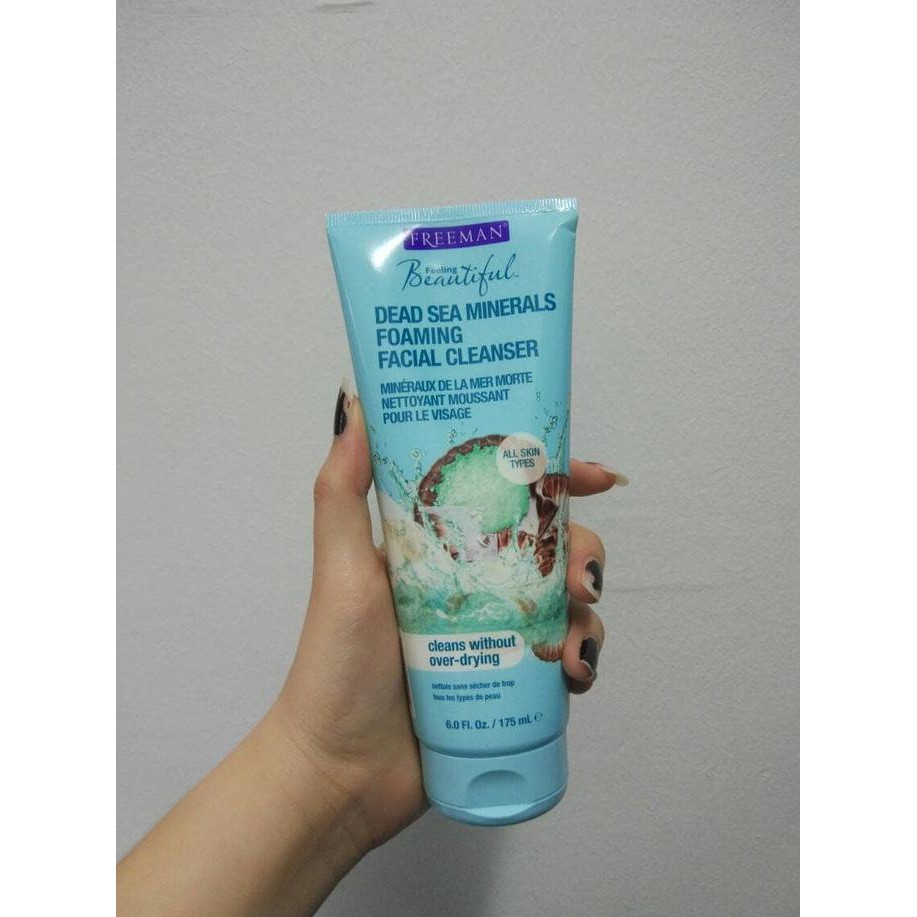 FREEMAN
Feeling
Beautiful™
DEAD SEA MINERALS
FOAMING
FACIAL CLEANSER
MINÉRAUX DE LA MER MORTE
NETTOYANT MOUSSANT
POUR LE VISAGE
ALL SKIN
TYPES
cleans without
over-drying
nettoie sans sécher de trop
tous les types de peau
6.0 Fl. Oz. / 175 mL ℮